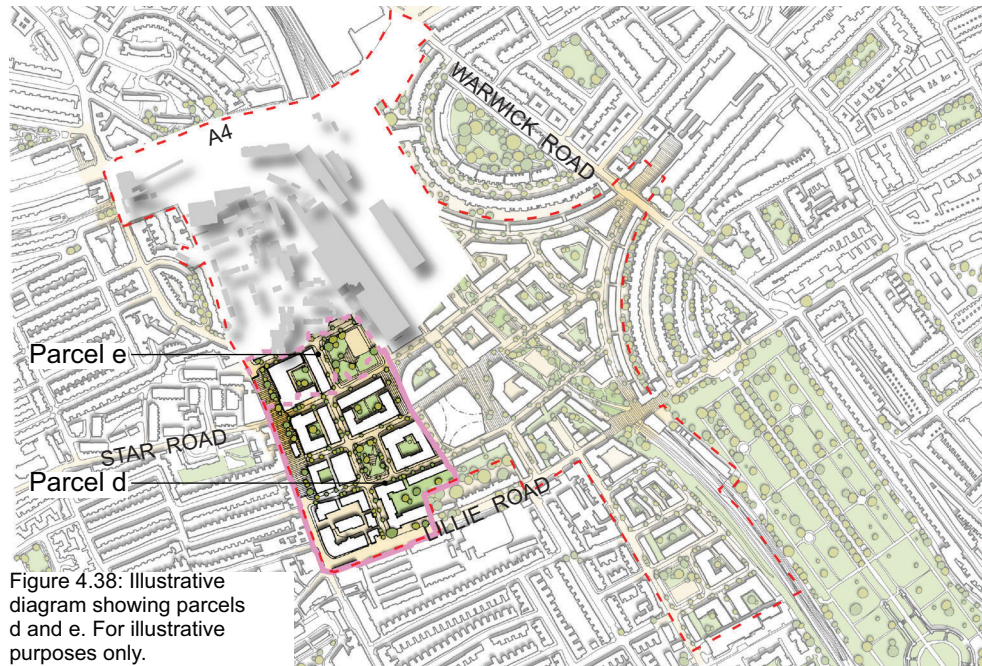 A4
WARWICK ROAD
Parcel e
STAR ROAD
Parcel d
LILLIE ROAD
Figure 4.38: Illustrative
diagram showing parcels
d and e. For illustrative
purposes only.